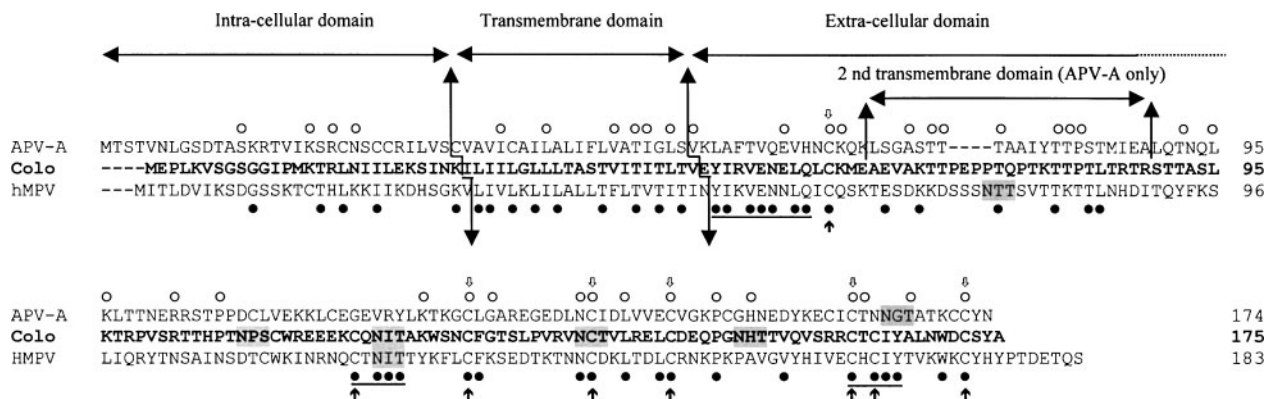 Intra-cellular domain Transmembrane domain Extra-cellular domain
2 nd transmembrane domain (APV-A only)
APV-A MTSTVNLGSDTASKRTVIKSRCNSCCRILVSCVAVICAILALIFLVATIGLSVKLAFTVQEVHNCKQKLSGASTT----TAAIYTTPSTMIEALQTNQL 95
Colo ----MEPLKVSGSGGIPMKTRLNIILEKSINKILIILGLLLTASTVITITLTVEYIRVENELQLCKMEAEVAKTTPEPPTQPTKTTPLTRTRSTTASL 95
hMPV ----MITLDVIKSDGSSKTCTHLKKIIKDHSGKVLIVLKLILALLTFLTVTITINYIKVENNLQICQSKTESDKKDSSSNTTSVTTKTTLNHDITQYFKS 96
APV-A KLTTNERRSTPPDCLVEKKLCEGEVRYLKTKGCLGAREGEDLNCIDLVVECVGKPCGHNEDYKECICTNNGTATKCCYN 174
Colo KTRPVSRTTHPTNPSCWREEEKCQNITAKWSNCFGTSLPVRVNCTVLRELCDEQPGNHTTVQVSRRCTCIYALNWDCSYA 175
HMPV LIQRYTNSAINSDTCWKINRNQCTNITTYKFLCFKSEDTKTNNCDKLTDLCRNKPKPAVGVYHIVECHCIYTVKWKCYHYPTDETQS 183